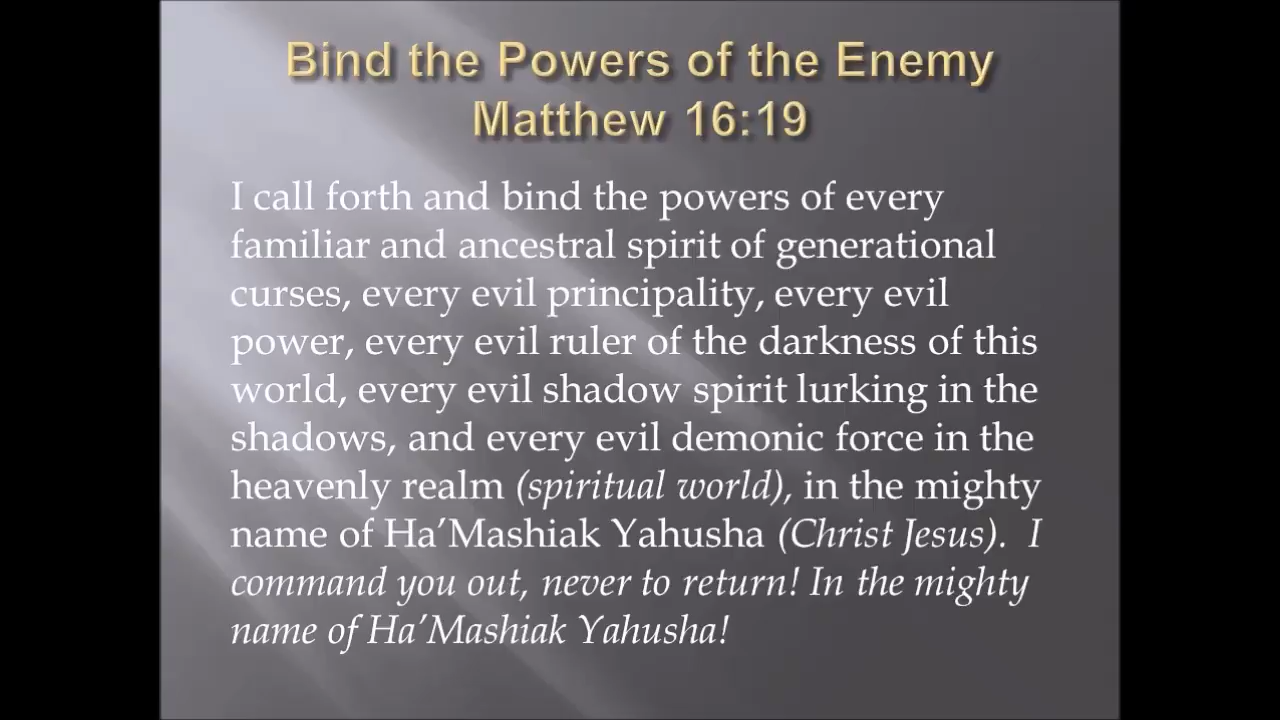 Bind the Powers of the Enemy
Matthew 16:19
I call forth and bind the powers of every
familiar and ancestral spirit of generational
curses, every evil principality, every evil
power, every evil ruler of the darkness of this
world, every evil shadow spirit lurking in the
shadows, and every evil demonic force in the
heavenly realm (spiritual world), in the mighty
name of Ha’Mashiak Yahusha (Christ Jesus).  I
command you out, never to return! In the mighty
name of Ha’Mashiak Yahusha!